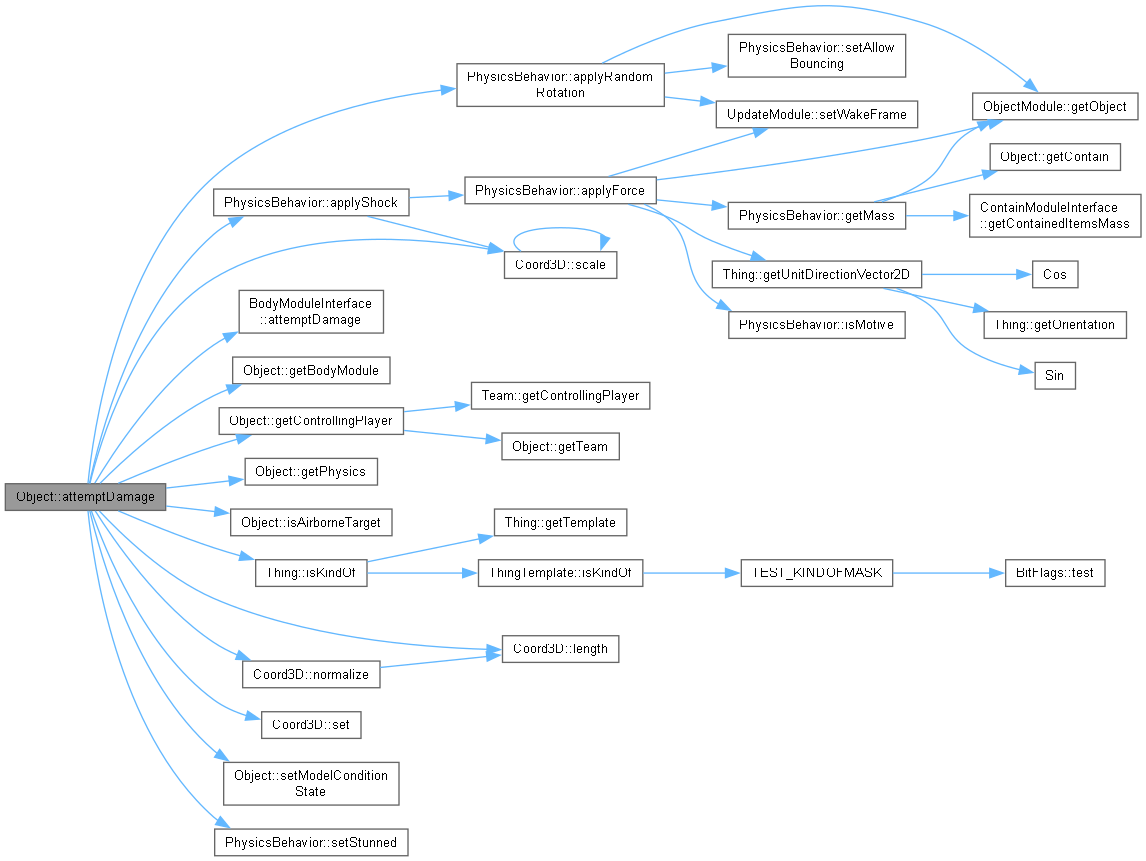 PhysicsBehavior::setAllow
Bouncing
PhysicsBehavior::applyRandom
Rotation
ObjectModule::getObject
UpdateModule::setWakeFrame
Object::getContain
PhysicsBehavior::applyForce
PhysicsBehavior::applyShock
PhysicsBehavior::getMass
ContainModuleInterface
::getContainedItemsMass
Coord3D::scale
Thing::getUnitDirectionVector2D
Cos
BodyModuleInterface
::attemptDamage
PhysicsBehavior::isMotive
Thing::getOrientation
Object::getBodyModule
Sin
Team::getControllingPlayer
Object::getControllingPlayer
Object::getTeam
Object::getPhysics
Object::attemptDamage
Object::isAirborneTarget
Thing::getTemplate
Thing::isKindOf
ThingTemplate::isKindOf
TEST_KINDOFMASK
BitFlags::test
Coord3D::length
Coord3D::normalize
Coord3D::set
Object::setModelCondition
State
PhysicsBehavior::setStunned